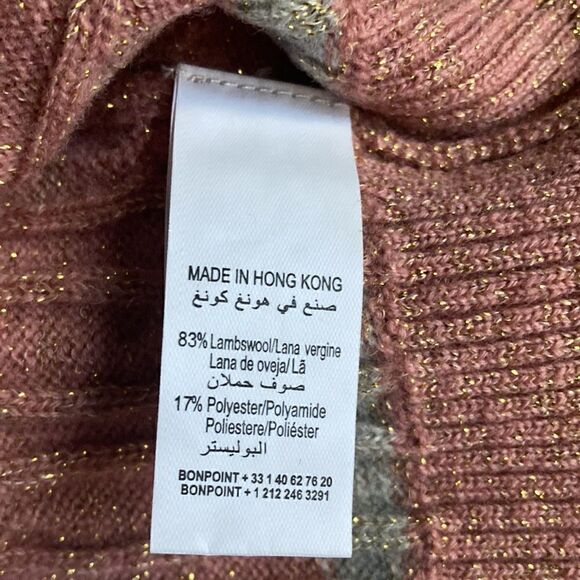 MADE IN HONG KONG
صنع في هونغ كونغ
83% Lambswool/Lana vergine
Lana de oveja/Lã
صوف حملان
17% Polyester/Polyamide
Poliestere/Poliéster
البوليستر
BONPOINT + 33 1 40 62 76 20
BONPOINT + 1 212 246 3291